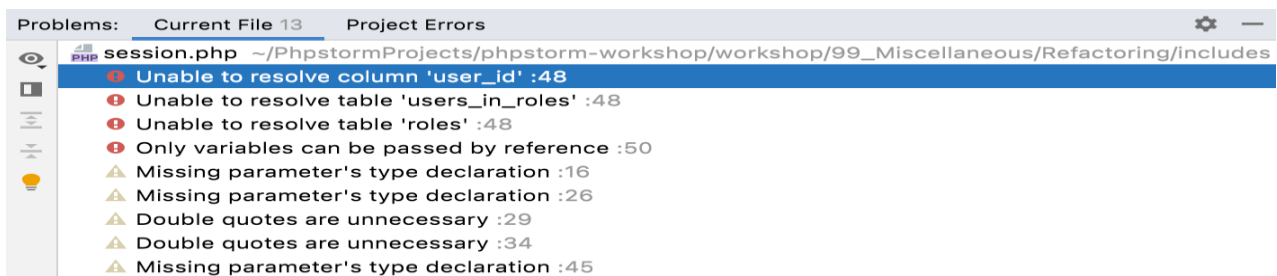 Problems: Current File 13 Project Errors
PHP session.php ~/PhpstormProjects/phpstorm-workshop/workshop/99_Miscellaneous/Refactoring/includes
Unable to resolve column 'user_id' :48
Unable to resolve table 'users_in_roles' :48
Unable to resolve table 'roles' :48
Only variables can be passed by reference :50
Missing parameter's type declaration :16
Missing parameter's type declaration :26
Double quotes are unnecessary :29
Double quotes are unnecessary :34
Missing parameter's type declaration :45